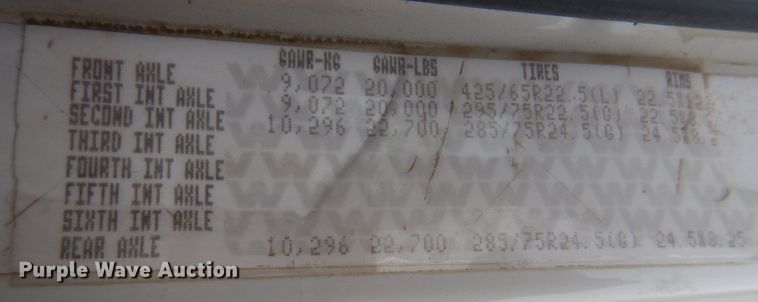 GAWR-KG GAWR-LBS TIRES RIMS
FRONT AXLE 9,072 20,000 425/65R22.5(L)
FIRST INT AXLE 9,072 20,000 295/75R22.5(G)
SECOND INT AXLE 10,296 22,700 285/75R24.5(G)
THIRD INT AXLE
FOURTH INT AXLE
FIFTH INT AXLE
SIXTH INT AXLE
REAR AXLE 10,296 22,700 285/75R24.5(G) 24.5X8.25
Purple Wave Auction